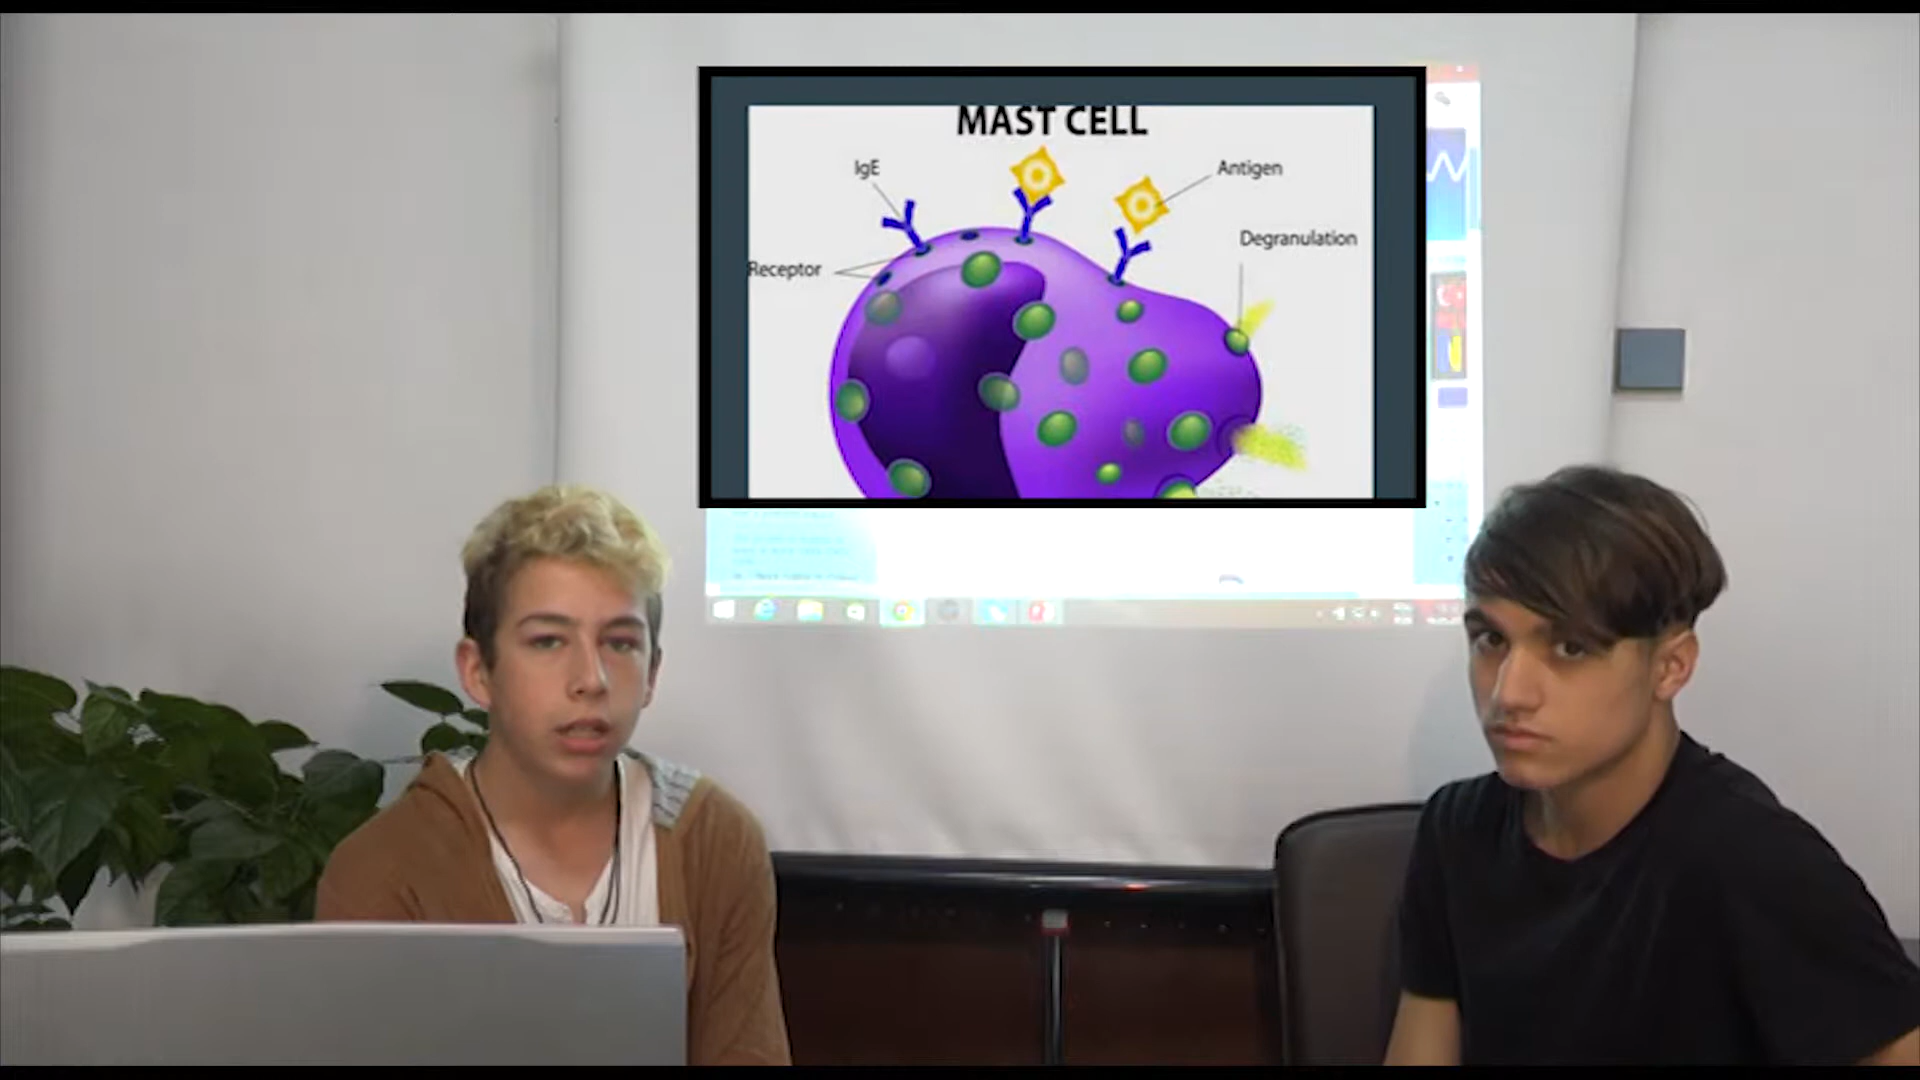 MAST CELL
IgE
Antigen
Degranulation
Receptor